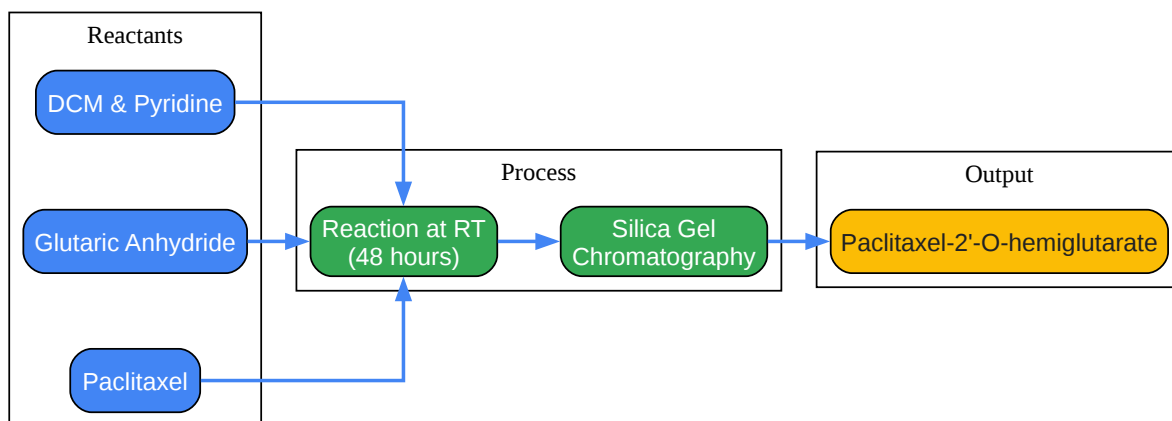 Reactants
DCM & Pyridine
Glutaric Anhydride
Paclitaxel
Process
Reaction at RT
(48 hours)
Silica Gel
Chromatography
Output
Paclitaxel-2'-O-hemiglutarate